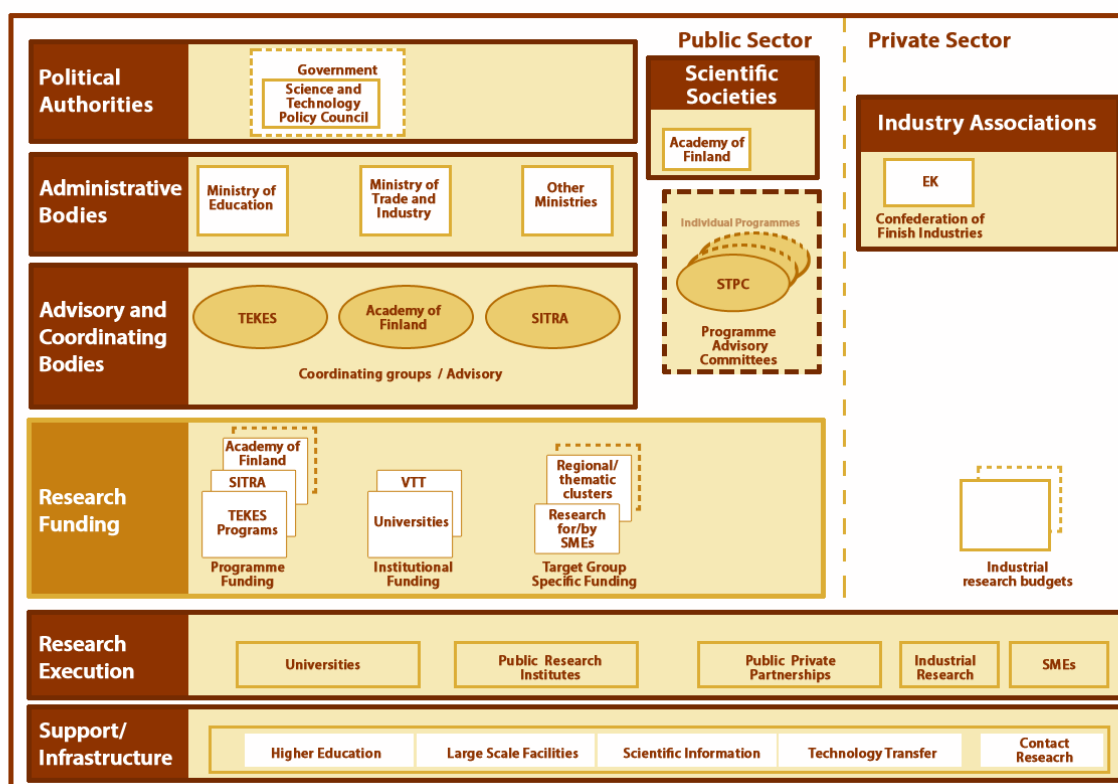 Public Sector
Private Sector
Political
Authorities
Government
Science and
Technology
Policy Council
Scientific
Societies
Academy of
Finland
Industry Associations
EK
Confederation of
Finish Industries
Administrative
Bodies
Ministry of
Education
Ministry of
Trade and
Industry
Other
Ministries
Individual Programmes
STPC
Programme
Advisory
Committees
Advisory and
Coordinating
Bodies
TEKES
Academy of
Finland
SITRA
Coordinating groups / Advisory
Research
Funding
Academy of
Finland
SITRA
TEKES
Programs
Programme
Funding
VTT
Universities
Institutional
Funding
Regional/
thematic
clusters
Research
for/by
SMEs
Target Group
Specific Funding
Industrial
research budgets
Research
Execution
Universities
Public Research
Institutes
Public Private
Partnerships
Industrial
Research
SMEs
Support/
Infrastructure
Higher Education
Large Scale Facilities
Scientific Information
Technology Transfer
Contact
Reseacrh